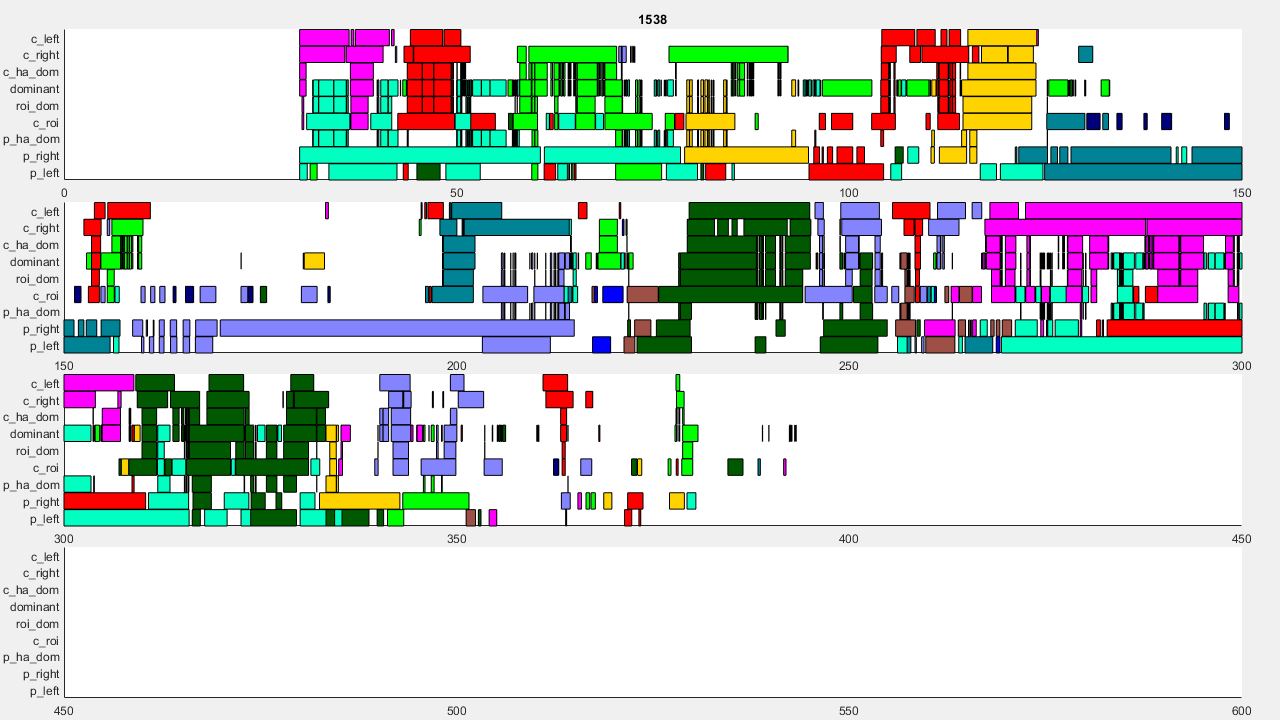 1538
c_left
c_right
c_ha_dom
dominant
roi_dom
c_roi
p_ha_dom
p_right
p_left
0 50 100 150
c_left
c_right
c_ha_dom
dominant
roi_dom
c_roi
p_ha_dom
p_right
p_left
150 200 250 300
c_left
c_right
c_ha_dom
dominant
roi_dom
c_roi
p_ha_dom
p_right
p_left
300 350 400 450
c_left
c_right
c_ha_dom
dominant
roi_dom
c_roi
p_ha_dom
p_right
p_left
450 500 550 600